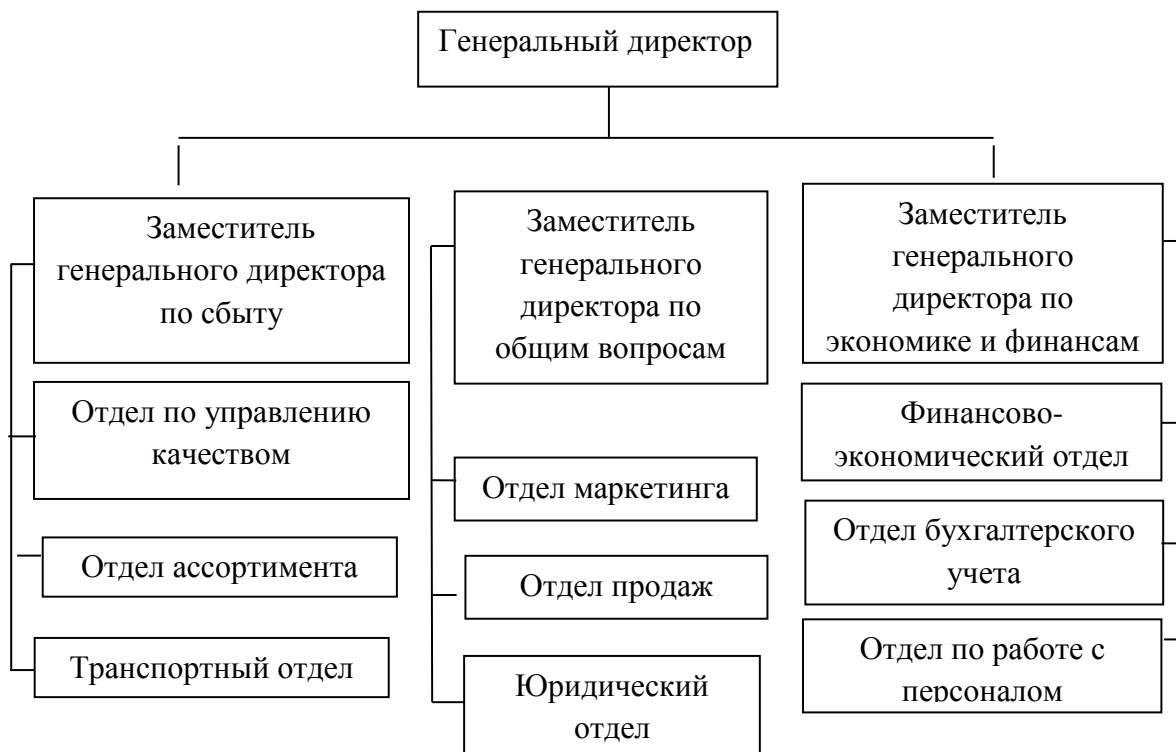 Генеральный директор
Заместитель
генерального директора
по сбыту
Заместитель
генерального
директора по
общим вопросам
Заместитель
генерального
директора по
экономике и финансам
Отдел по управлению
качеством
Отдел маркетинга
Финансово-
экономический отдел
Отдел ассортимента
Отдел продаж
Отдел бухгалтерского
учета
Транспортный отдел
Юридический
отдел
Отдел по работе с
персоналом